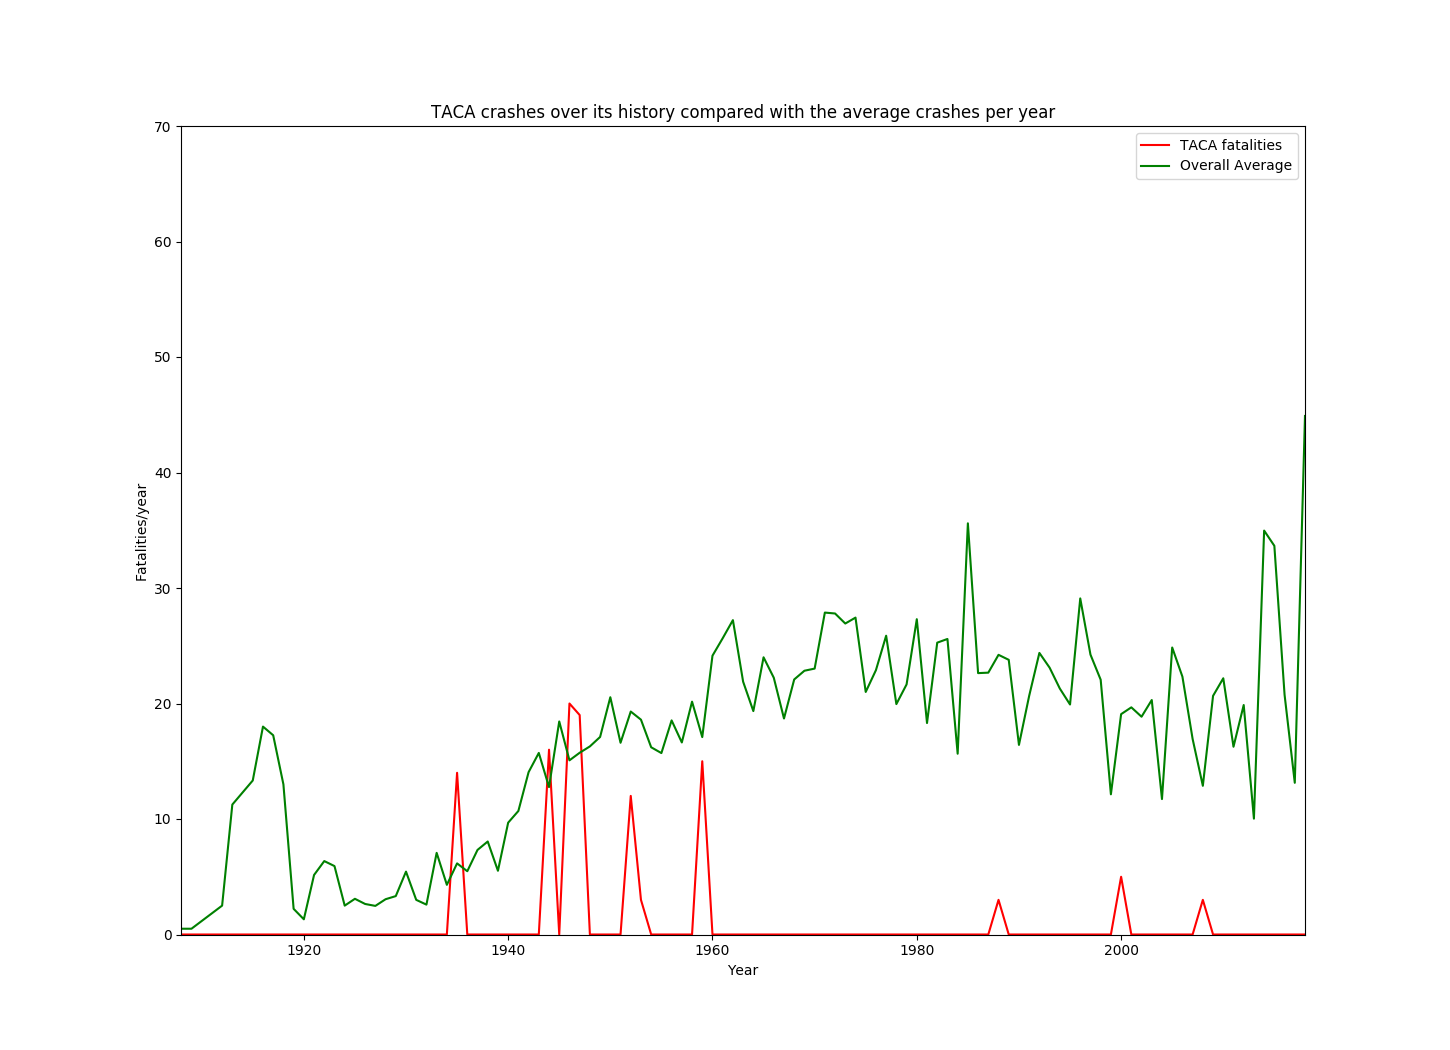 TACA crashes over its history compared with the average crashes per year
70
60
50
40
30
20
10
0
Fatalities/year
TACA fatalities
Overall Average
1920 1940 1960 1980 2000
Year